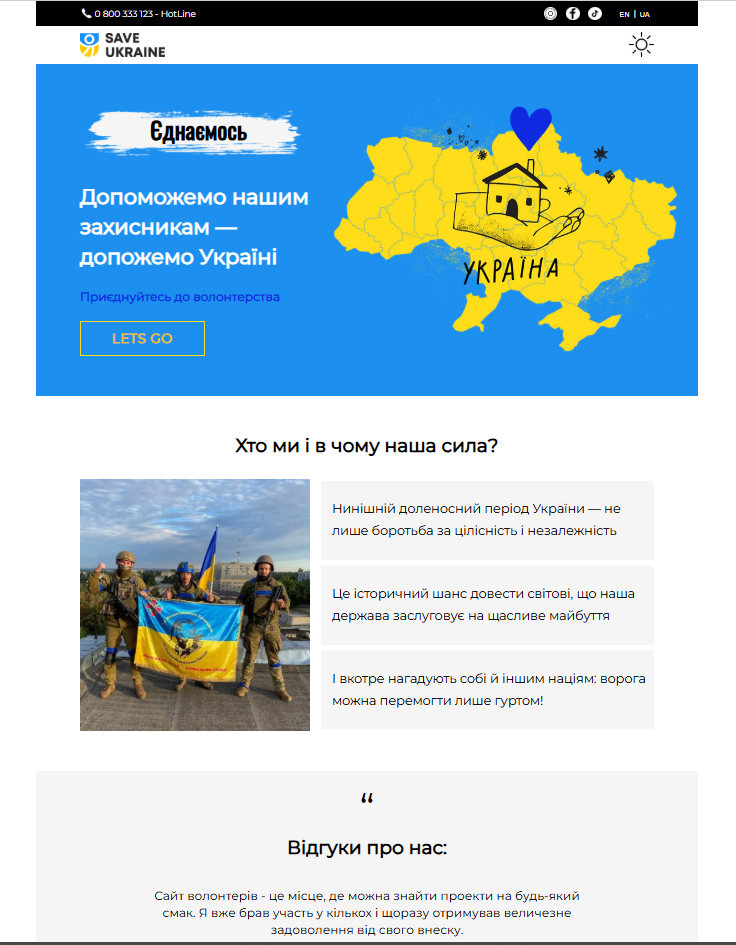 0 800 333 123 - HotLine
EN | UA
SAVE
UKRAINE
Єднаємось
Допоможемо нашим
захисникам —
допожемо Україні
Приєднуйтесь до волонтерства
LETS GO
УКРАЇНА
Хто ми і в чому наша сила?
Нинішній доленосний період України — не
лише боротьба за цілісність і незалежність
Це історичний шанс довести світові, що наша
держава заслуговує на щасливе майбуття
І вкотре нагадують собі й іншим націям: ворога
можна перемогти лише гуртом!
“
Відгуки про нас:
Сайт волонтерів - це місце, де можна знайти проекти на будь-який
смак. Я вже брав участь у кількох і щоразу отримував величезне
задоволення від свого внеску.